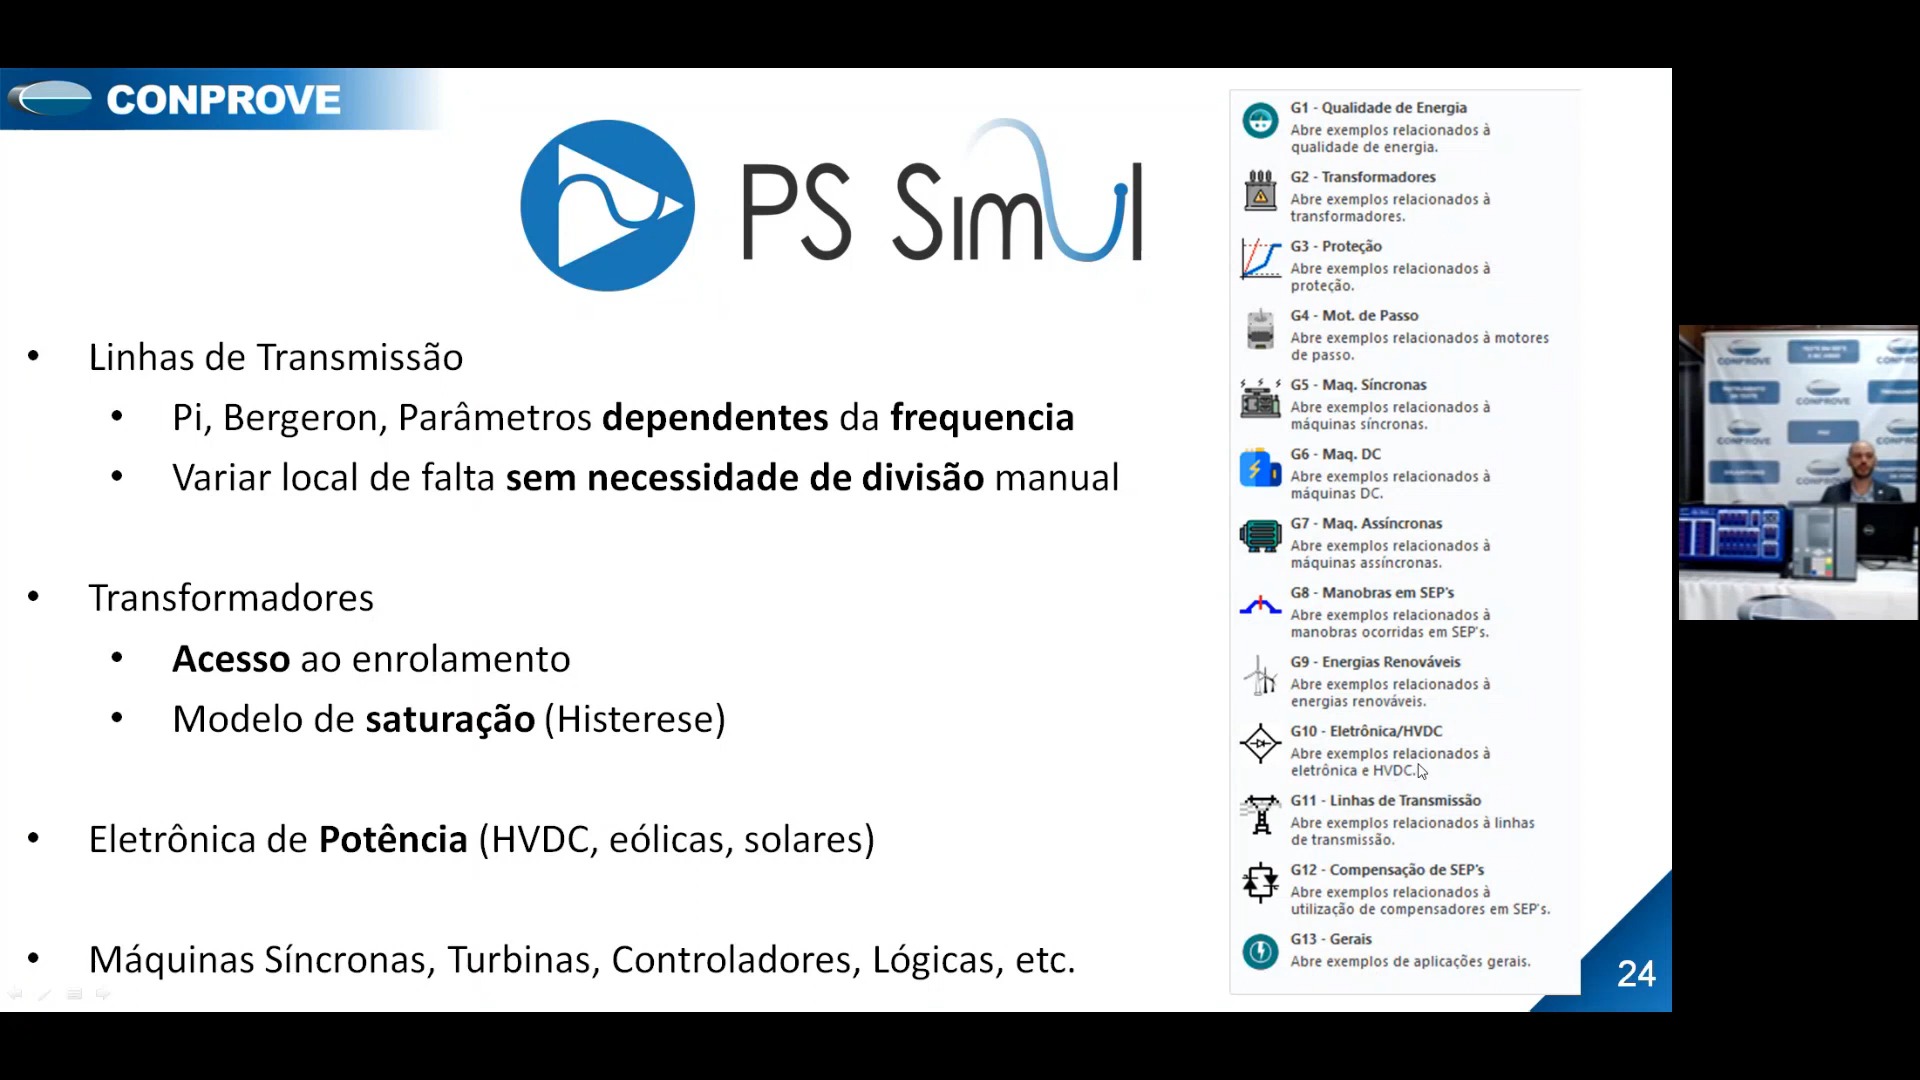 CONPROVE
PS Simul
• Linhas de Transmissão
• Pi, Bergeron, Parâmetros dependentes da frequencia
• Variar local de falta sem necessidade de divisão manual
• Transformadores
• Acesso ao enrolamento
• Modelo de saturação (Histerese)
• Eletrônica de Potência (HVDC, eólicas, solares)
• Máquinas Síncronas, Turbinas, Controladores, Lógicas, etc.
G1 - Qualidade de Energia
Abre exemplos relacionados à
qualidade de energia.
G2 - Transformadores
Abre exemplos relacionados à
transformadores.
G3 - Proteção
Abre exemplos relacionados à
proteção.
G4 - Mot. de Passo
Abre exemplos relacionados à motores
de passo.
G5 - Maq. Síncronas
Abre exemplos relacionados à
máquinas síncronas.
G6 - Maq. DC
Abre exemplos relacionados à
máquinas DC.
G7 - Maq. Assíncronas
Abre exemplos relacionados à
máquinas assíncronas.
G8 - Manobras em SEP's
Abre exemplos relacionados à
manobras ocorridas em SEP's.
G9 - Energias Renováveis
Abre exemplos relacionados à
energias renováveis.
G10 - Eletrônica/HVDC
Abre exemplos relacionados à
eletrônica e HVDC.
G11 - Linhas de Transmissão
Abre exemplos relacionados à linhas
de transmissão.
G12 - Compensação de SEP's
Abre exemplos relacionados à
utilização de compensadores em SEP's.
G13 - Gerais
Abre exemplos de aplicações gerais.
24
CONPROVE
CONPROVE
CONPROVE